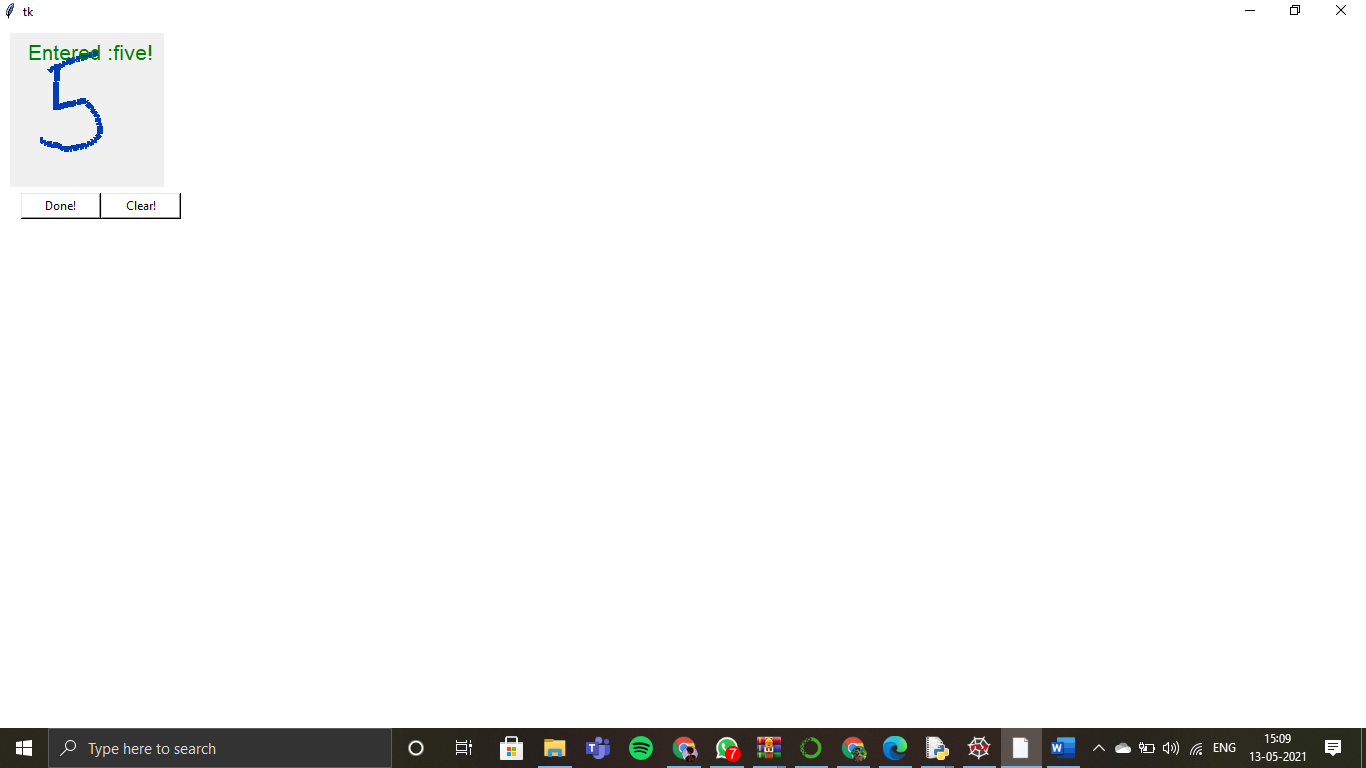 tk
Entered :five!
5
Done! Clear!
Type here to search
7
ENG
15:09
13-05-2021